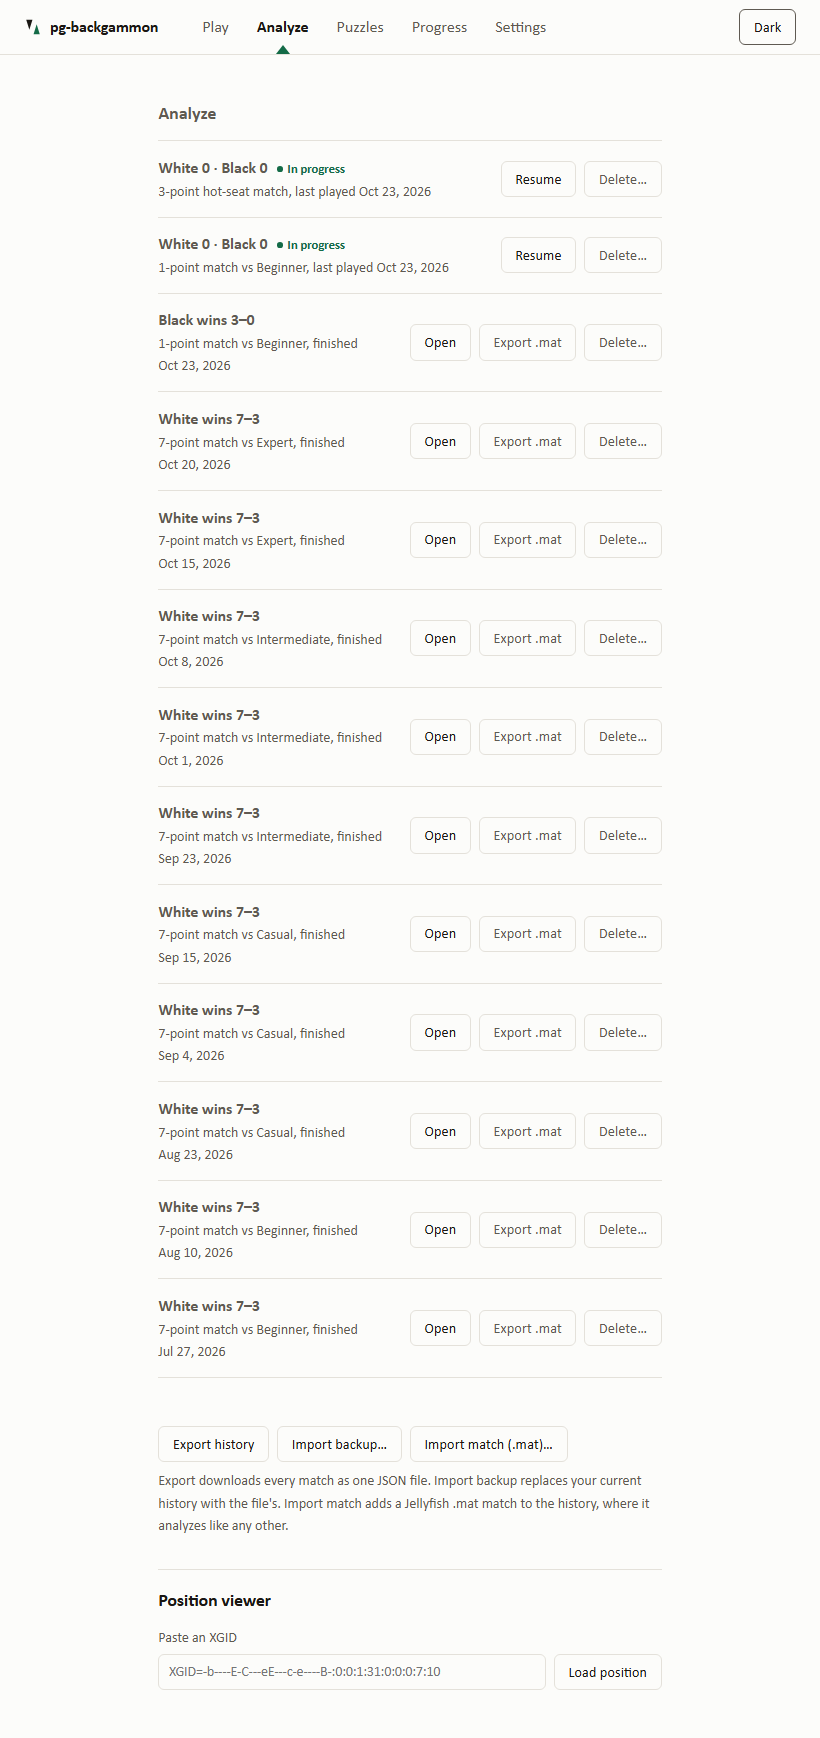 pg-backgammon Play Analyze Puzzles Progress Settings Dark
Analyze
White 0 · Black 0 In progress
3-point hot-seat match, last played Oct 23, 2026
Resume Delete...
White 0 · Black 0 In progress
1-point match vs Beginner, last played Oct 23, 2026
Resume Delete...
Black wins 3–0
1-point match vs Beginner, finished
Oct 23, 2026
Open Export .mat Delete...
White wins 7–3
7-point match vs Expert, finished
Oct 20, 2026
Open Export .mat Delete...
White wins 7–3
7-point match vs Expert, finished
Oct 15, 2026
Open Export .mat Delete...
White wins 7–3
7-point match vs Intermediate, finished
Oct 8, 2026
Open Export .mat Delete...
White wins 7–3
7-point match vs Intermediate, finished
Oct 1, 2026
Open Export .mat Delete...
White wins 7–3
7-point match vs Intermediate, finished
Sep 23, 2026
Open Export .mat Delete...
White wins 7–3
7-point match vs Casual, finished
Sep 15, 2026
Open Export .mat Delete...
White wins 7–3
7-point match vs Casual, finished
Sep 4, 2026
Open Export .mat Delete...
White wins 7–3
7-point match vs Casual, finished
Aug 23, 2026
Open Export .mat Delete...
White wins 7–3
7-point match vs Beginner, finished
Aug 10, 2026
Open Export .mat Delete...
White wins 7–3
7-point match vs Beginner, finished
Jul 27, 2026
Open Export .mat Delete...
Export history Import backup... Import match (.mat)...
Export downloads every match as one JSON file. Import backup replaces your current
history with the file's. Import match adds a Jellyfish .mat match to the history, where it
analyzes like any other.
Position viewer
Paste an XGID
XGID=-b----E-C---eE---c-e----B-:0:0:1:31:0:0:0:7:10 Load position